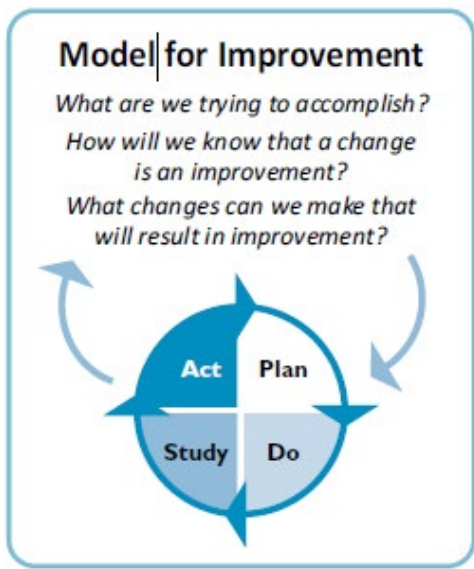 Model for Improvement
What are we trying to accomplish?
How will we know that a change
is an improvement?
What changes can we make that
will result in improvement?
Act
Plan
Study
Do